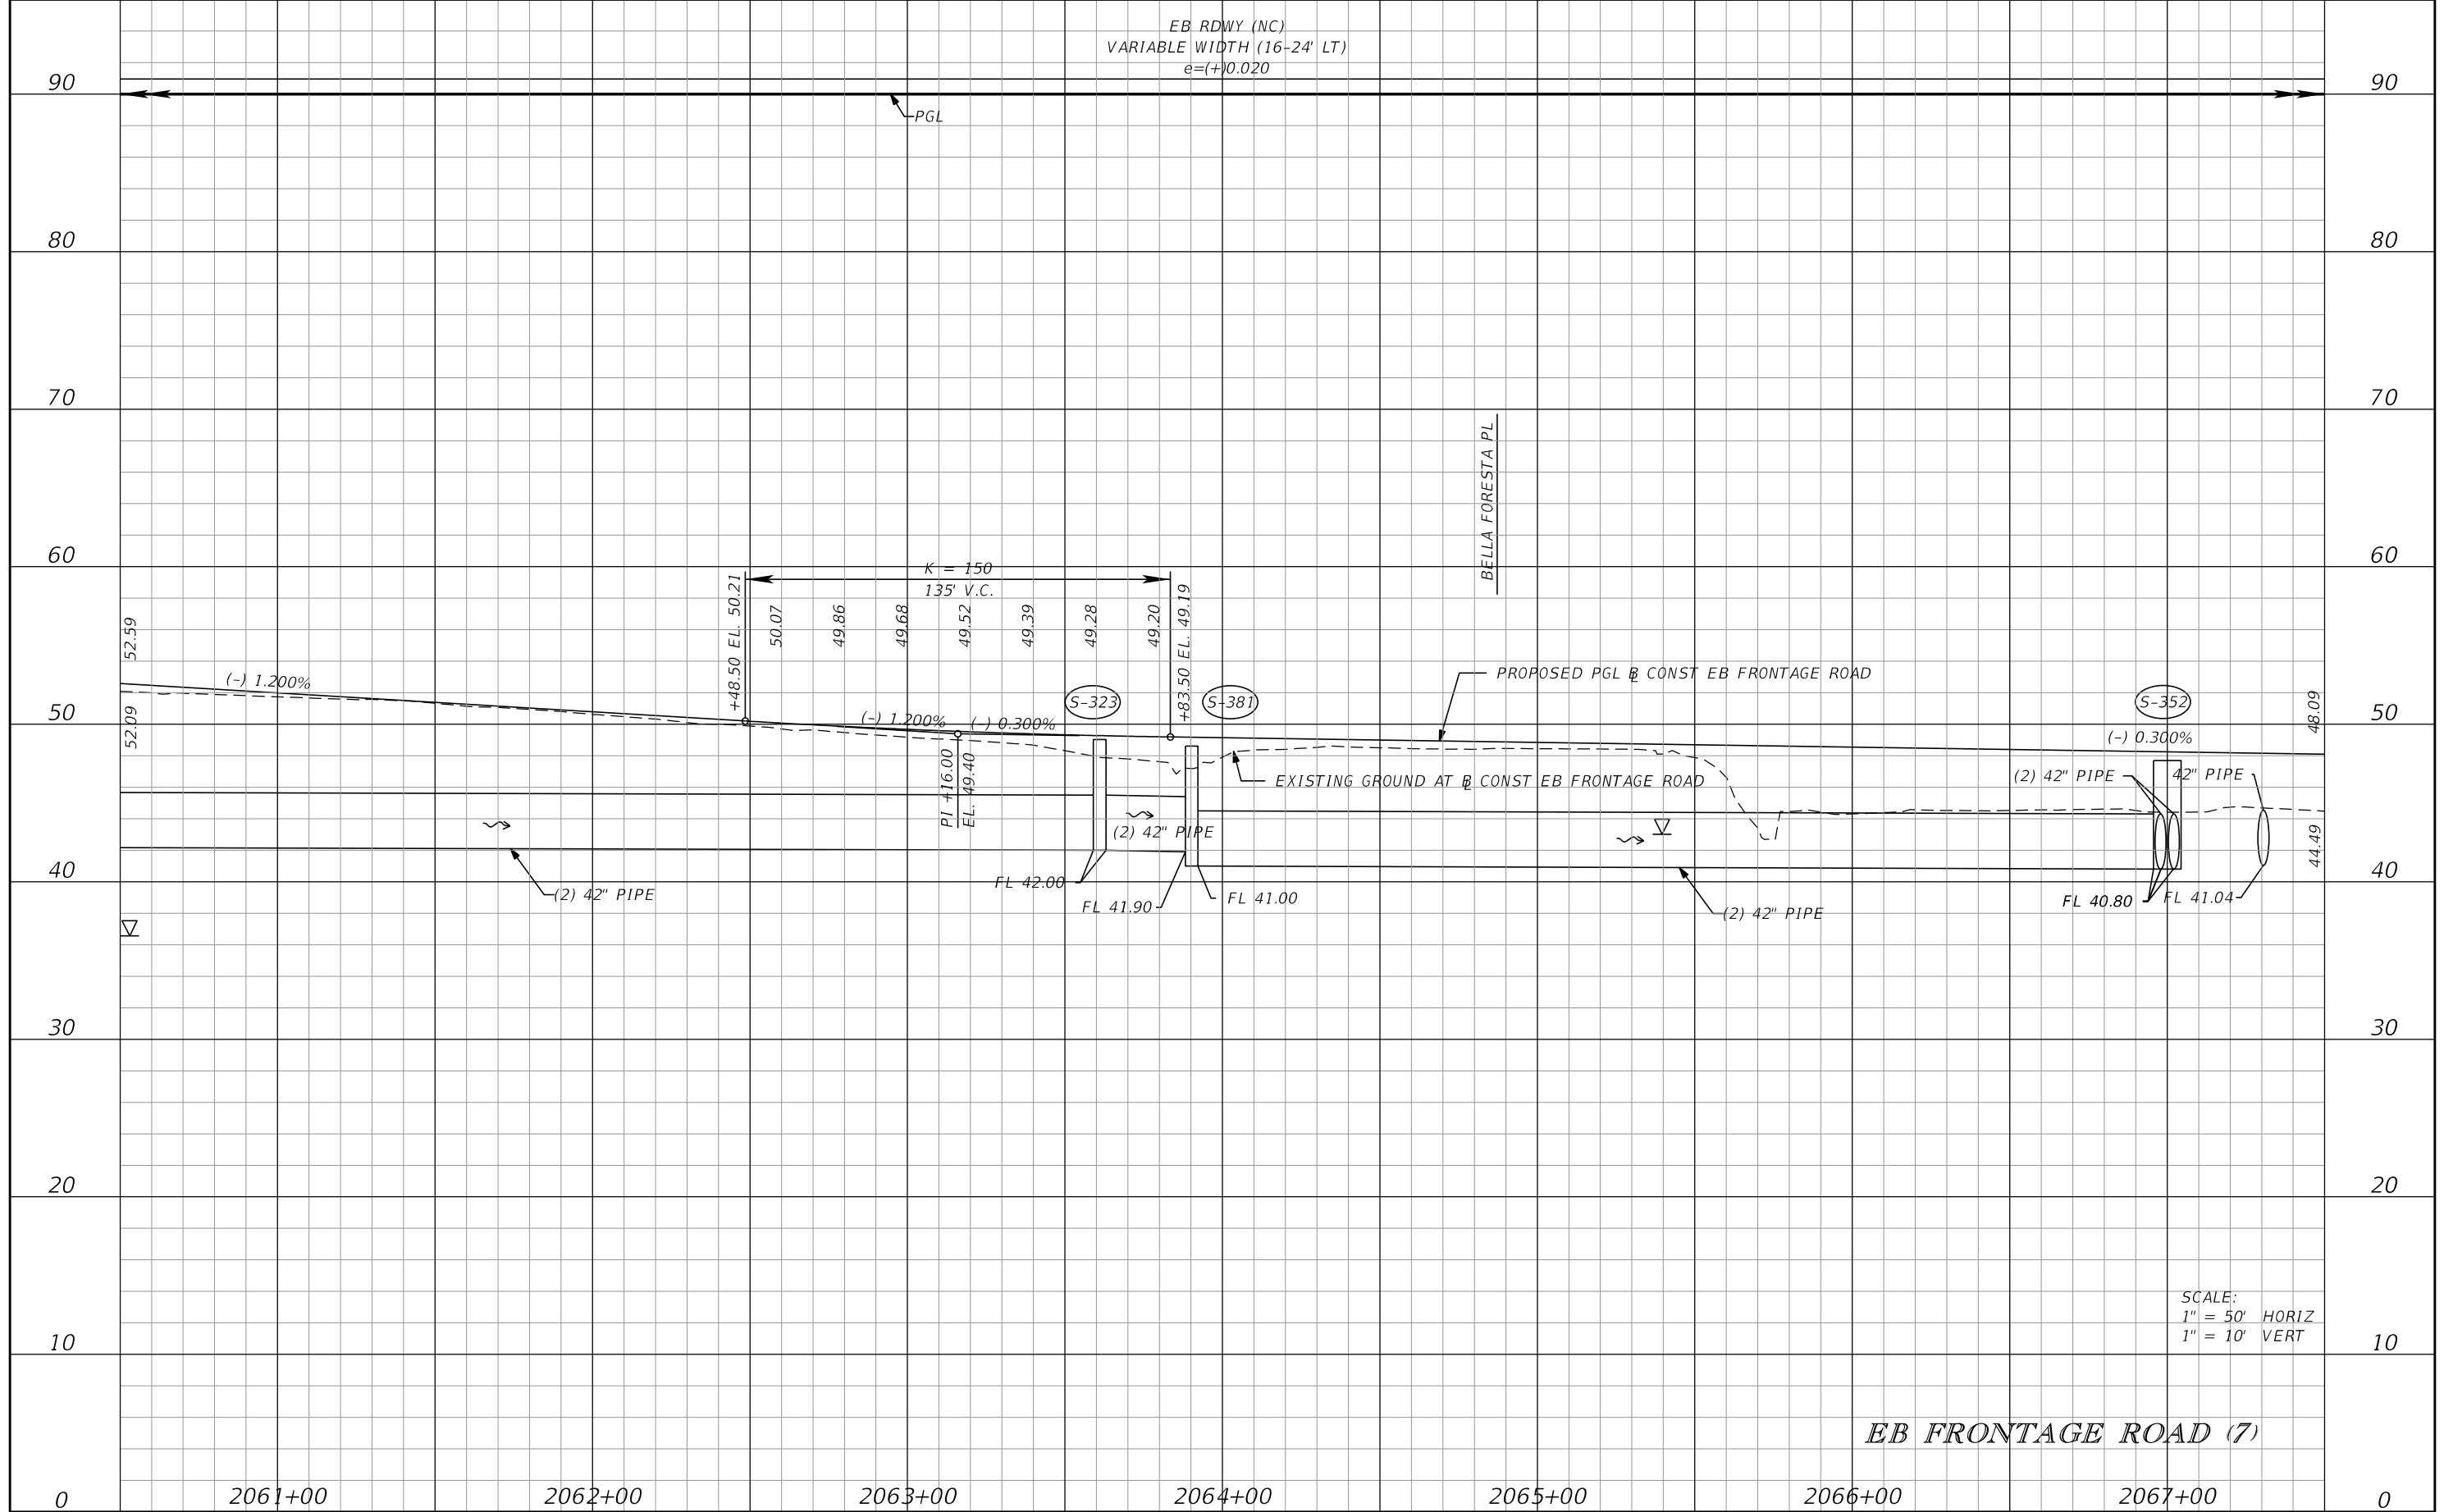 EB RDWY (NC)
VARIABLE WIDTH (16-24' LT)
e=(+)0.020
90
90
PGL
80
80
70
70
BELLA FORESTA PL
60
60
K = 150
135' V.C.
+48.50 EL. 50.21
50.07
49.86
49.68
49.52
49.39
49.28
49.20
+83.50 EL. 49.19
52.59
(-) 1.200%
52.09
50
(-) 1.200%
(-) 0.300%
S-323
S-381
PROPOSED PGL ℄ CONST EB FRONTAGE ROAD
S-352
48.09
50
(-) 0.300%
PI +16.00
EL. 49.40
EXISTING GROUND AT ℄ CONST EB FRONTAGE ROAD
(2) 42" PIPE
42" PIPE
(2) 42" PIPE
44.49
40
FL 42.00
40
(2) 42" PIPE
FL 41.90
FL 41.00
(2) 42" PIPE
FL 40.80
FL 41.04
30
30
20
20
SCALE:
1" = 50' HORIZ
1" = 10' VERT
10
10
EB FRONTAGE ROAD (7)
0
2061+00
2062+00
2063+00
2064+00
2065+00
2066+00
2067+00
0